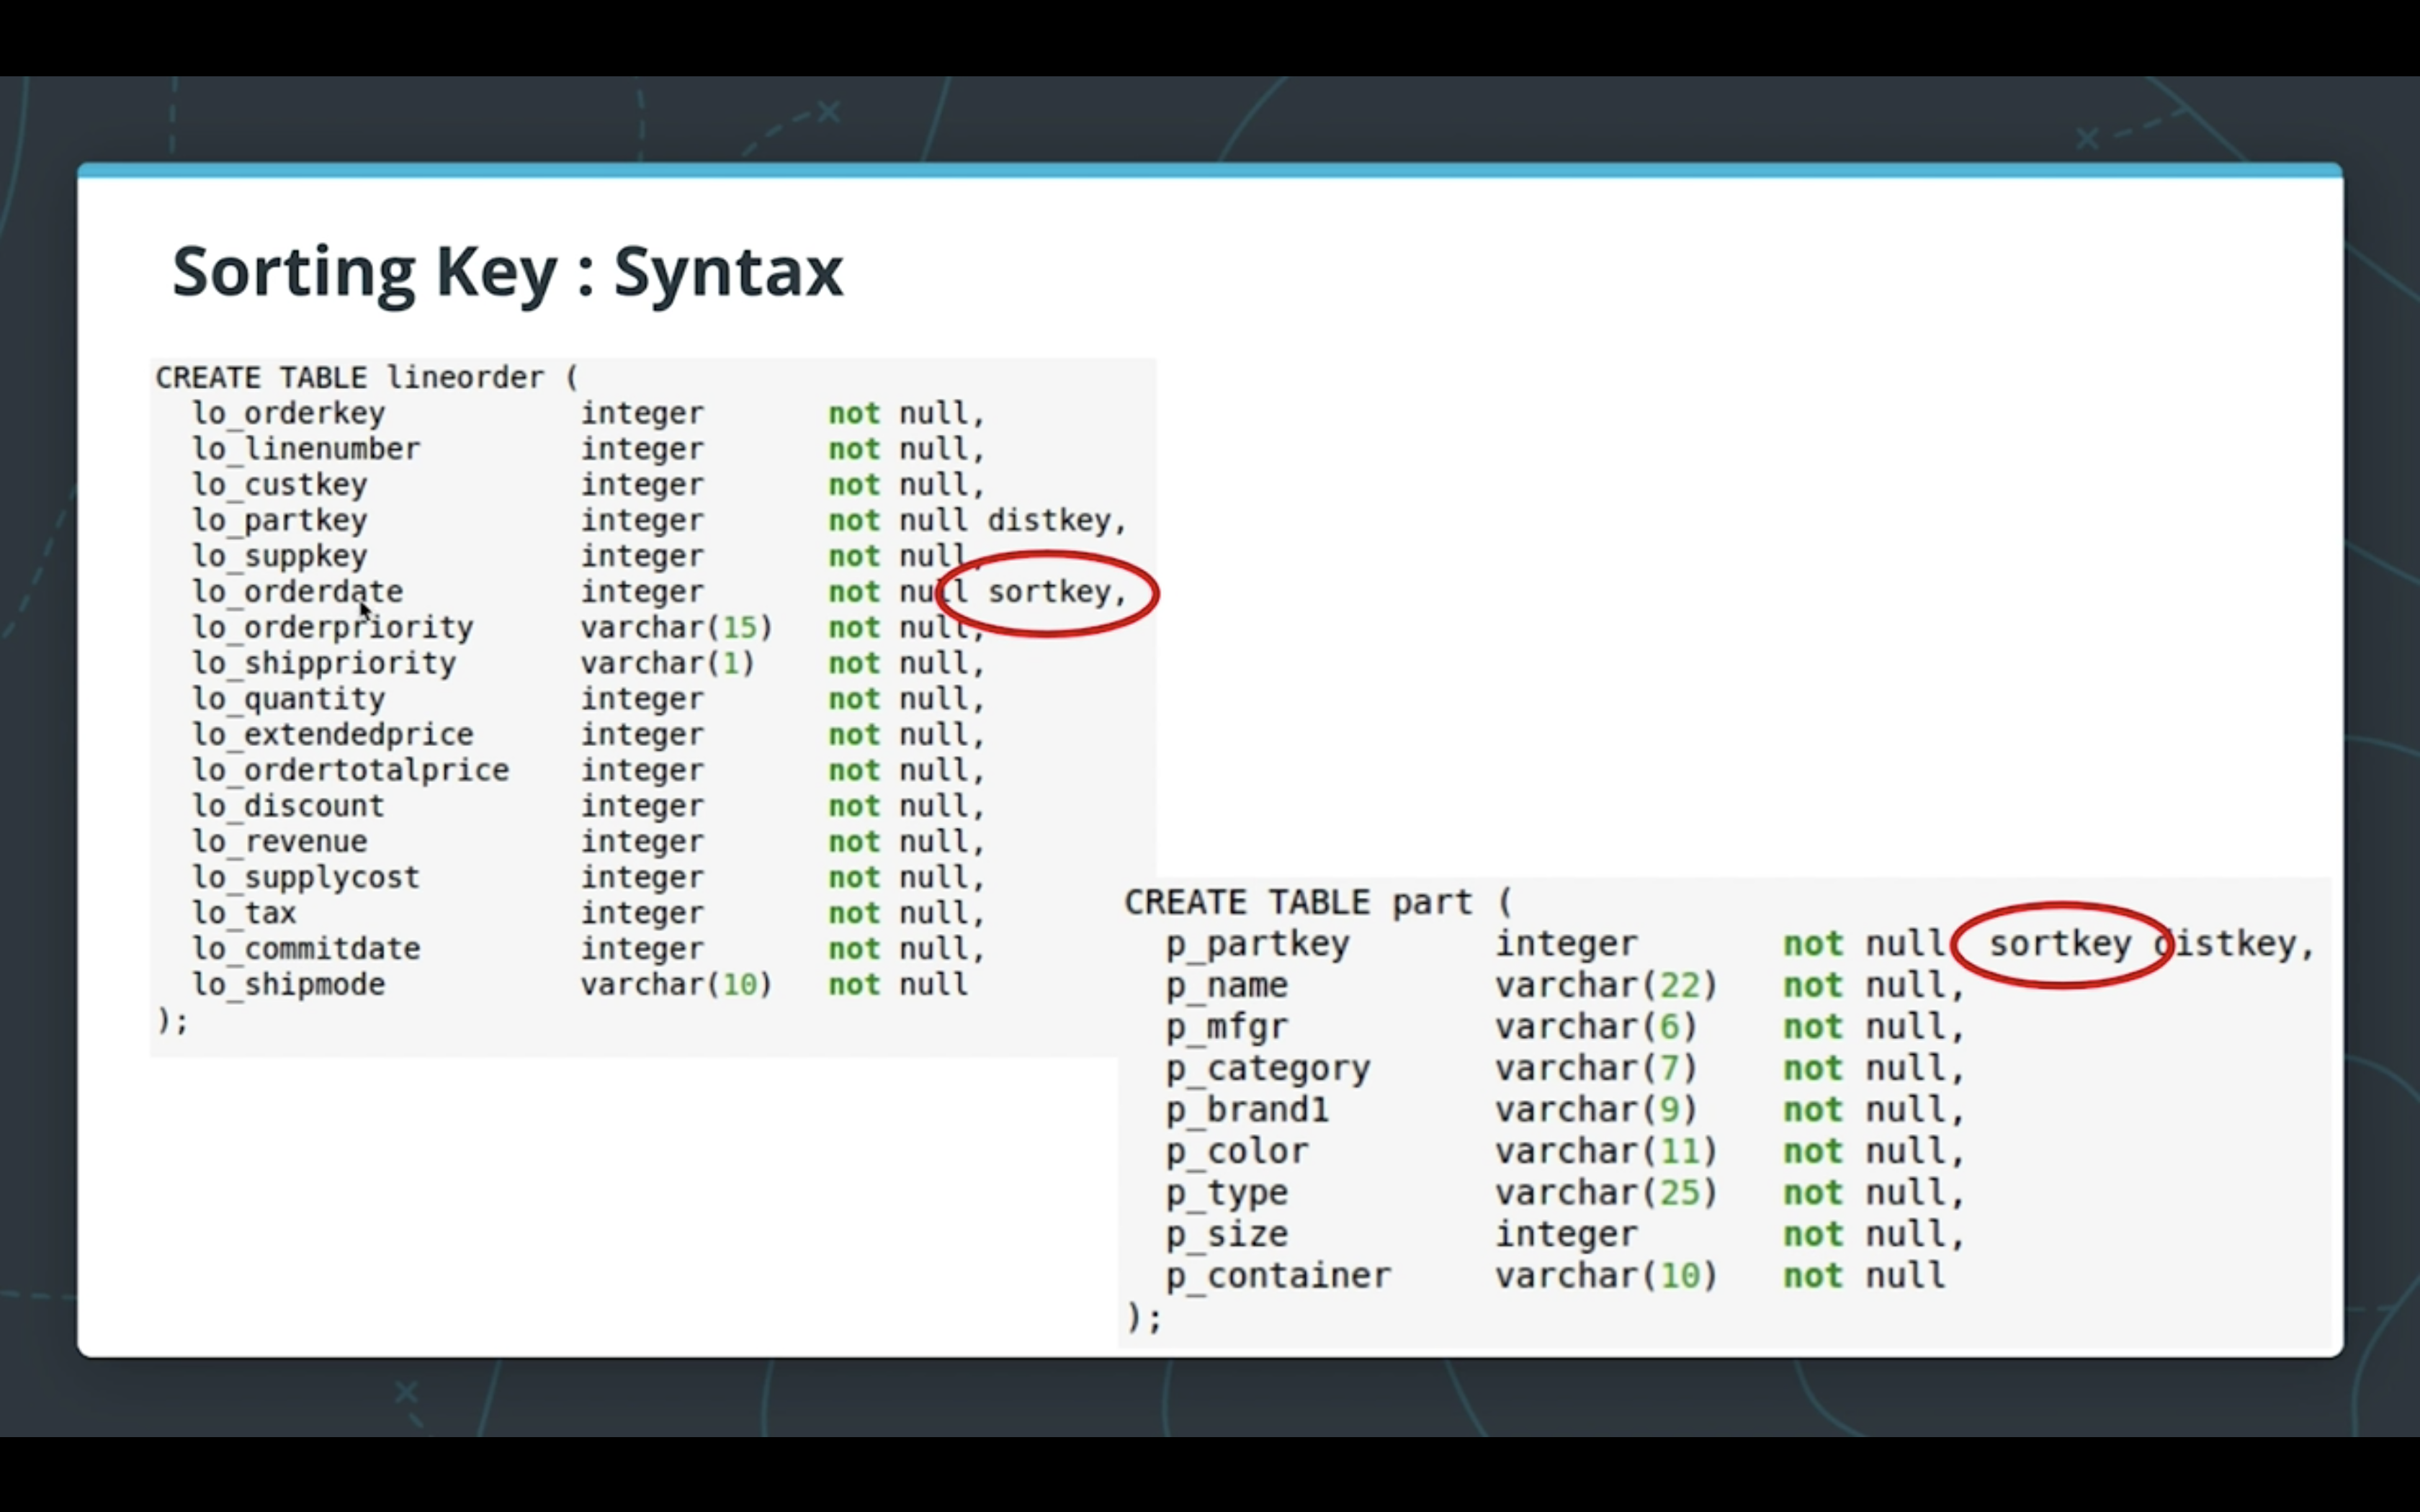 Sorting Key : Syntax
CREATE TABLE lineorder (
lo_orderkey integer not null,
lo_linenumber integer not null,
lo_custkey integer not null,
lo_partkey integer not null distkey,
lo_suppkey integer not null,
lo_orderdate integer not null sortkey,
lo_orderpriority varchar(15) not null,
lo_shippriority varchar(1) not null,
lo_quantity integer not null,
lo_extendedprice integer not null,
lo_ordertotalprice integer not null,
lo_discount integer not null,
lo_revenue integer not null,
lo_supplycost integer not null,
lo_tax integer not null,
lo_commitdate integer not null,
lo_shipmode varchar(10) not null
);
CREATE TABLE part (
p_partkey integer not null sortkey distkey,
p_name varchar(22) not null,
p_mfgr varchar(6) not null,
p_category varchar(7) not null,
p_brand1 varchar(9) not null,
p_color varchar(11) not null,
p_type varchar(25) not null,
p_size integer not null,
p_container varchar(10) not null
);